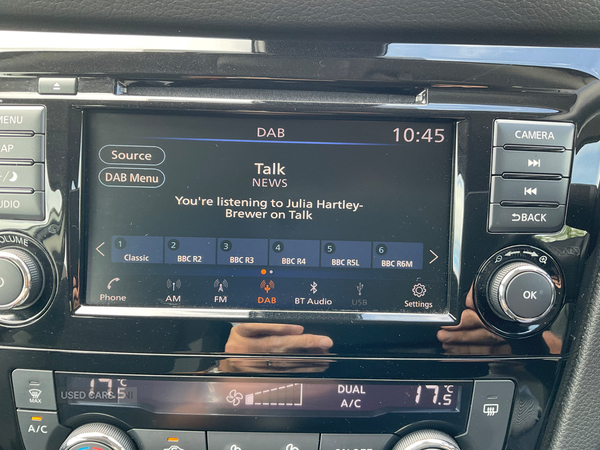 MENU
AP
AUDIO
VOLUME
DAB
10:45
Source
DAB Menu
Talk
NEWS
You're listening to Julia Hartley-
Brewer on Talk
1 Classic
2 BBC R2
3 BBC R3
4 BBC R4
5 BBC R5L
6 BBC R6M
Phone
AM
FM
DAB
BT Audio
USB
Settings
CAMERA
BACK
OK
MAX
A/C
17.5°C
USED CARS NI
DUAL
A/C
17.5°C